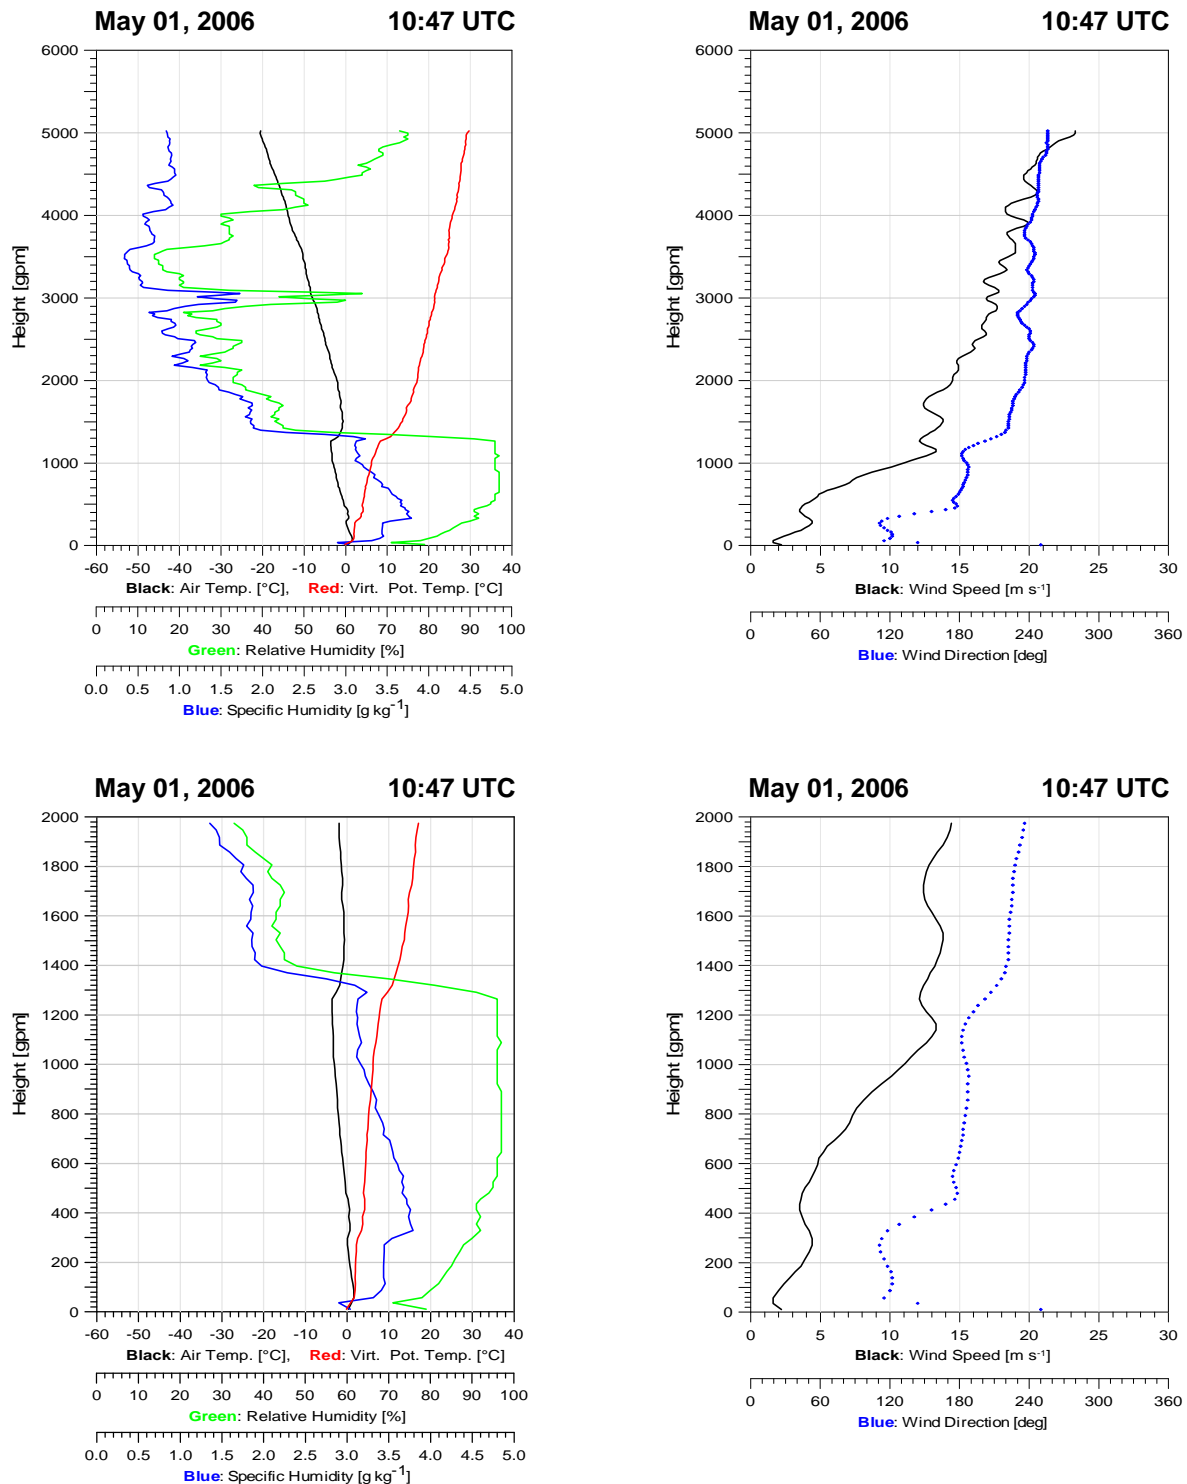 May 01, 2006 10:47 UTC
6000
5000
4000
3000
2000
1000
0
Height [gpm]
-60 -50 -40 -30 -20 -10 0 10 20 30 40
Black: Air Temp. [°C], Red: Virt. Pot. Temp. [°C]
0 10 20 30 40 50 60 70 80 90 100
Green: Relative Humidity [%]
0.0 0.5 1.0 1.5 2.0 2.5 3.0 3.5 4.0 4.5 5.0
Blue: Specific Humidity [g kg-1]
May 01, 2006 10:47 UTC
6000
5000
4000
3000
2000
1000
0
Height [gpm]
0 5 10 15 20 25 30
Black: Wind Speed [m s-1]
0 60 120 180 240 300 360
Blue: Wind Direction [deg]
May 01, 2006 10:47 UTC
2000
1800
1600
1400
1200
1000
800
600
400
200
0
Height [gpm]
-60 -50 -40 -30 -20 -10 0 10 20 30 40
Black: Air Temp. [°C], Red: Virt. Pot. Temp. [°C]
0 10 20 30 40 50 60 70 80 90 100
Green: Relative Humidity [%]
0.0 0.5 1.0 1.5 2.0 2.5 3.0 3.5 4.0 4.5 5.0
Blue: Specific Humidity [g kg-1]
May 01, 2006 10:47 UTC
2000
1800
1600
1400
1200
1000
800
600
400
200
0
Height [gpm]
0 5 10 15 20 25 30
Black: Wind Speed [m s-1]
0 60 120 180 240 300 360
Blue: Wind Direction [deg]